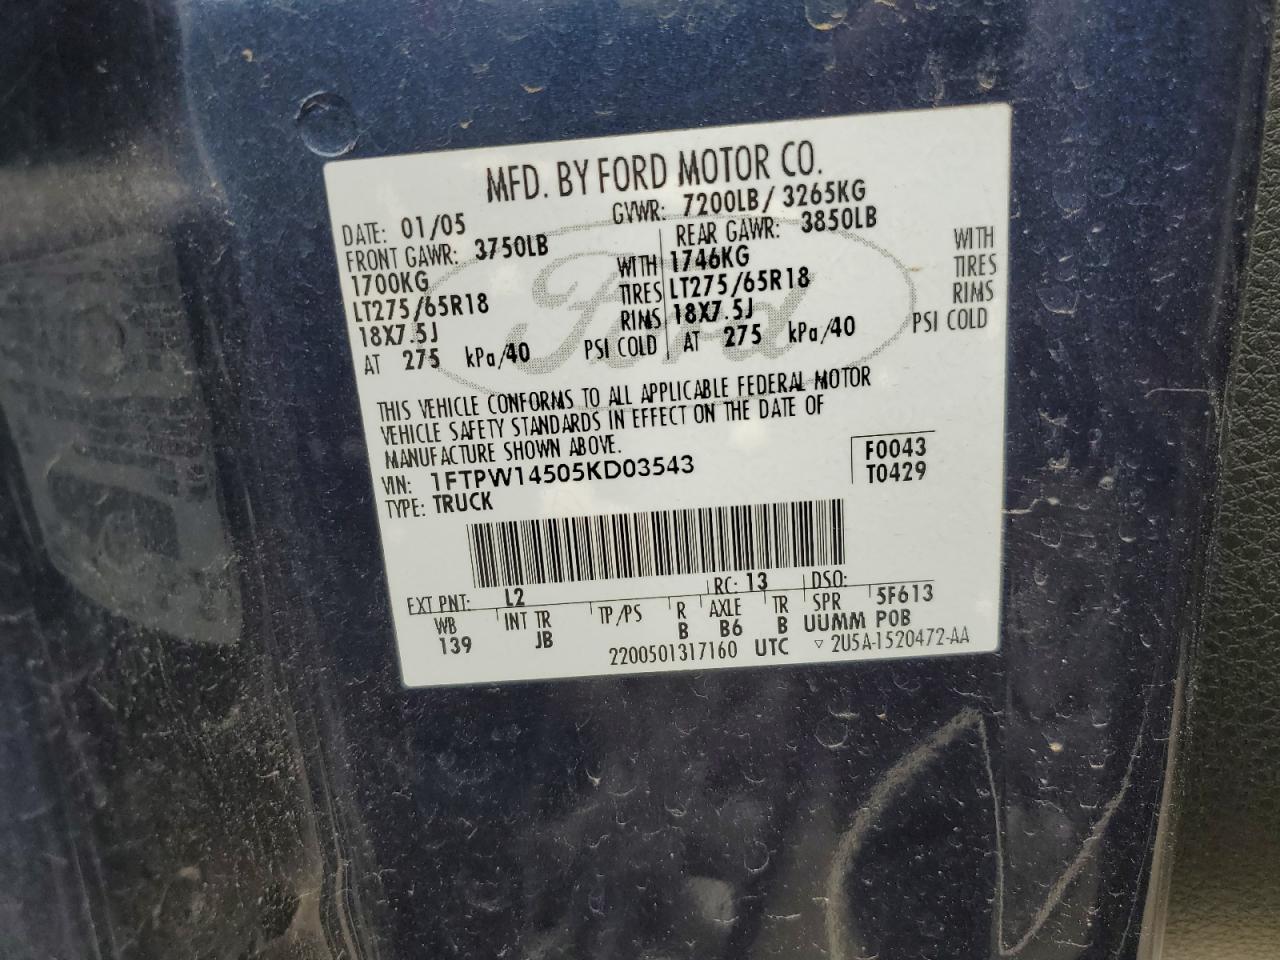 MFD. BY FORD MOTOR CO.
DATE: 01/05 GVWR: 7200LB / 3265KG
FRONT GAWR: 3750LB REAR GAWR: 3850LB
1700KG WITH 1746KG WITH
LT275/65R18 TIRES LT275/65R18 TIRES
18X7.5J RIMS 18X7.5J RIMS
AT 275 kPa/40 PSI COLD AT 275 kPa/40 PSI COLD
Ford
THIS VEHICLE CONFORMS TO ALL APPLICABLE FEDERAL MOTOR
VEHICLE SAFETY STANDARDS IN EFFECT ON THE DATE OF
MANUFACTURE SHOWN ABOVE.
VIN: 1FTPW14505KD03543 F0043
TYPE: TRUCK T0429
EXT PNT: L2 RC: 13 DSO:
WB INT TR TP/PS R AXLE TR SPR 5F613
139 JB B B6 B UUMM POB
2200501317160 UTC ▽ 2U5A-1520472-AA